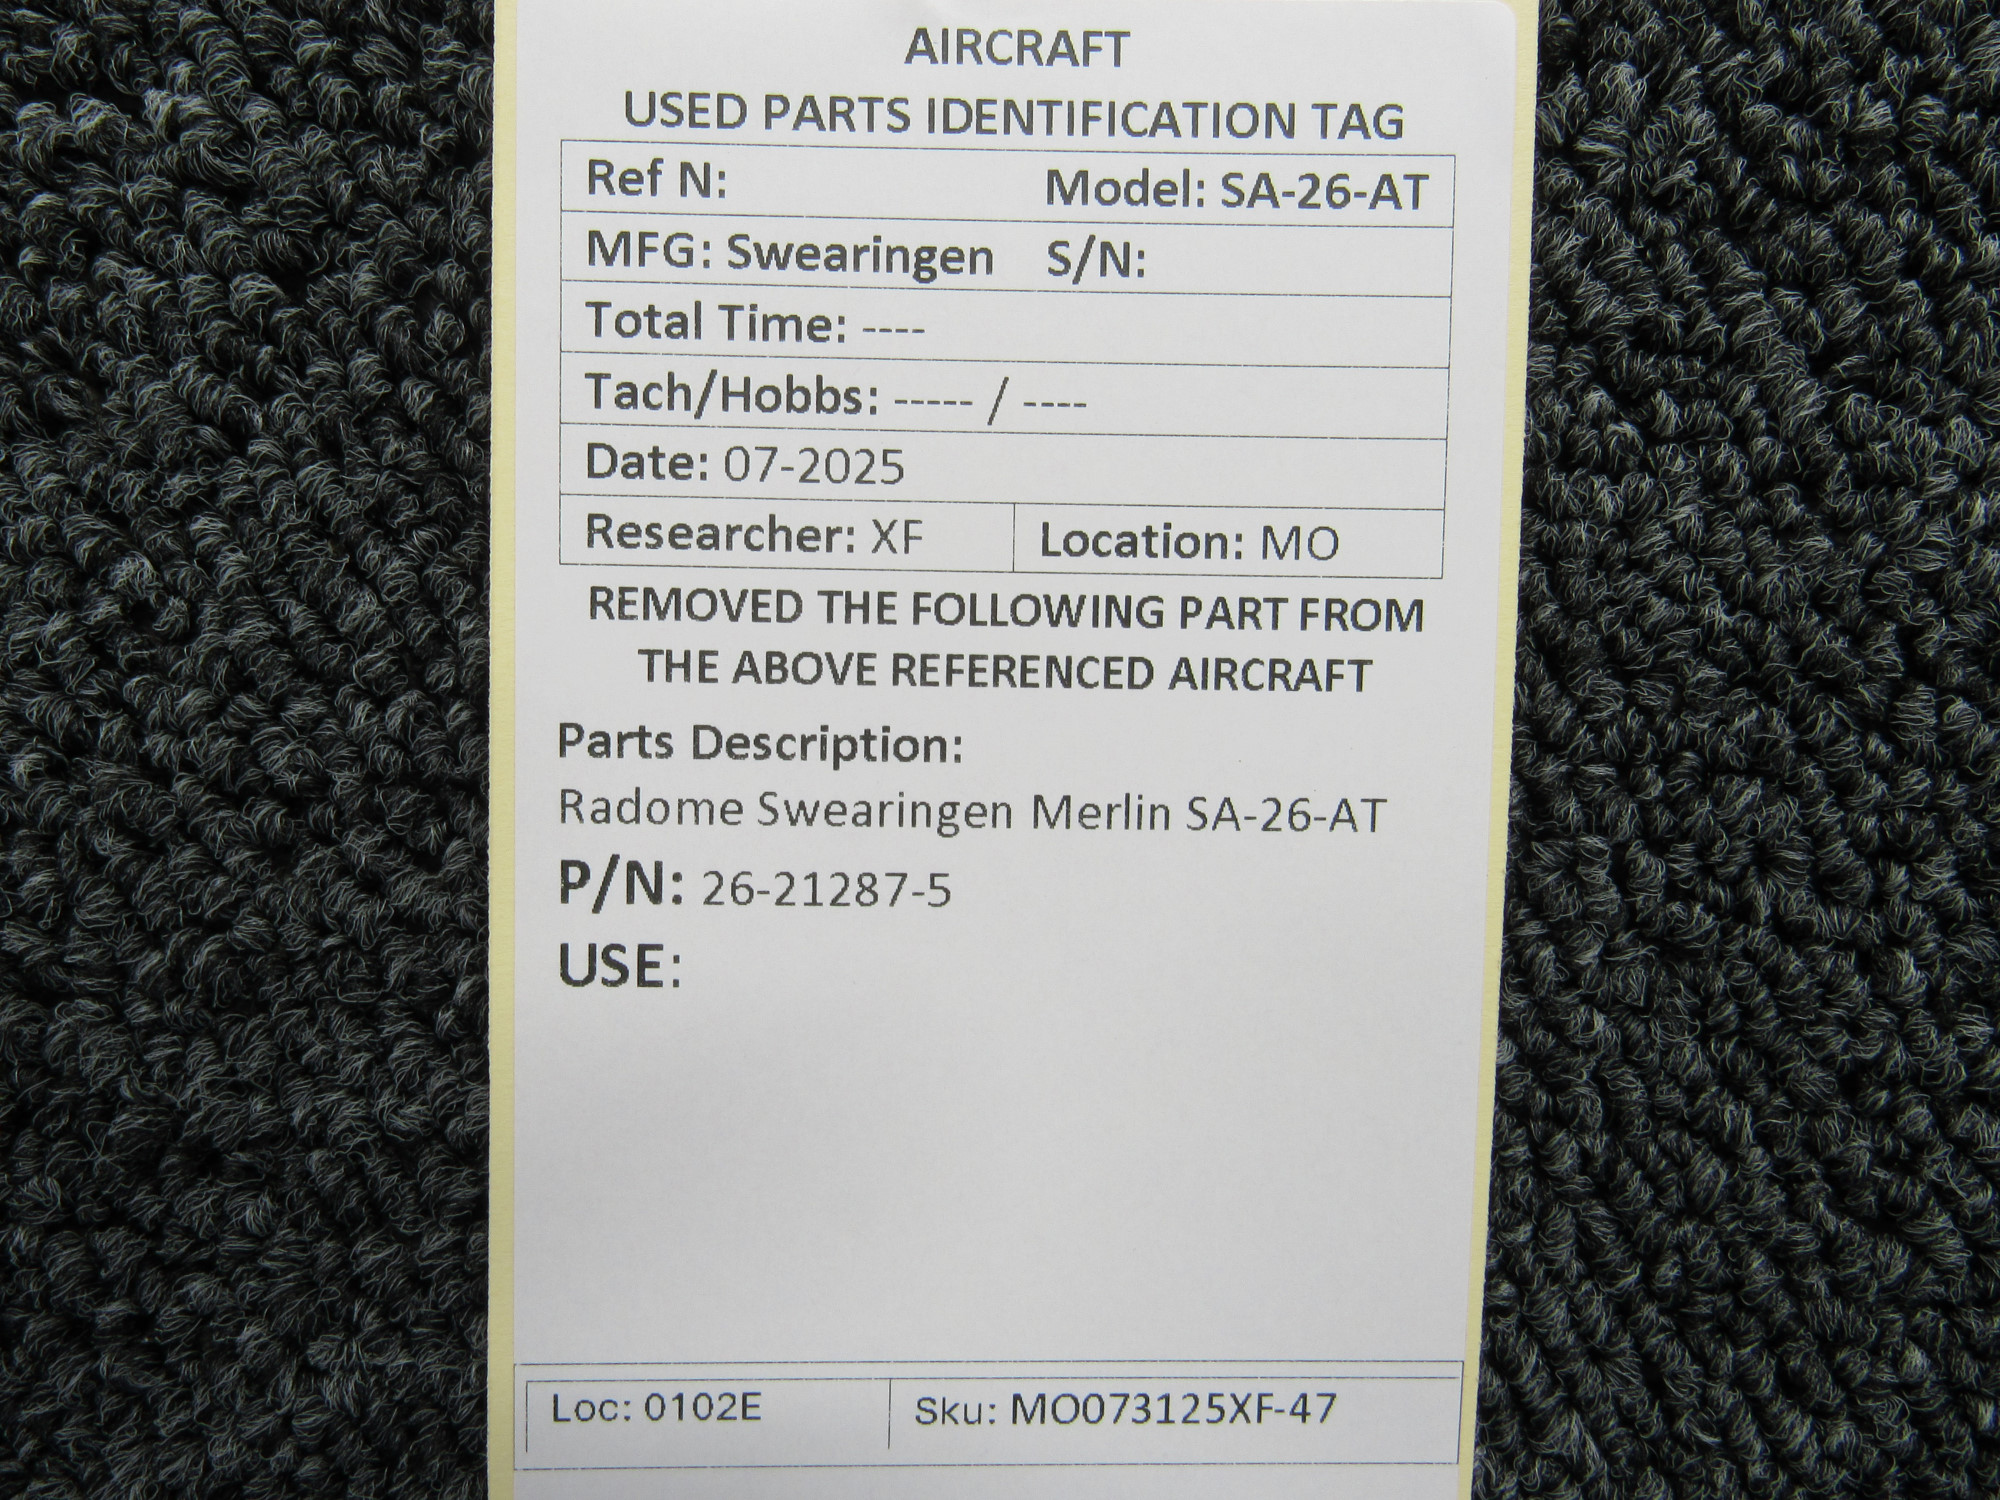 AIRCRAFT
USED PARTS IDENTIFICATION TAG
Ref N: Model: SA-26-AT
MFG: Swearingen S/N:
Total Time: ----
Tach/Hobbs: ----- / ----
Date: 07-2025
Researcher: XF Location: MO
REMOVED THE FOLLOWING PART FROM
THE ABOVE REFERENCED AIRCRAFT
Parts Description:
Radome Swearingen Merlin SA-26-AT
P/N: 26-21287-5
USE:
Loc: 0102E Sku: MO073125XF-47